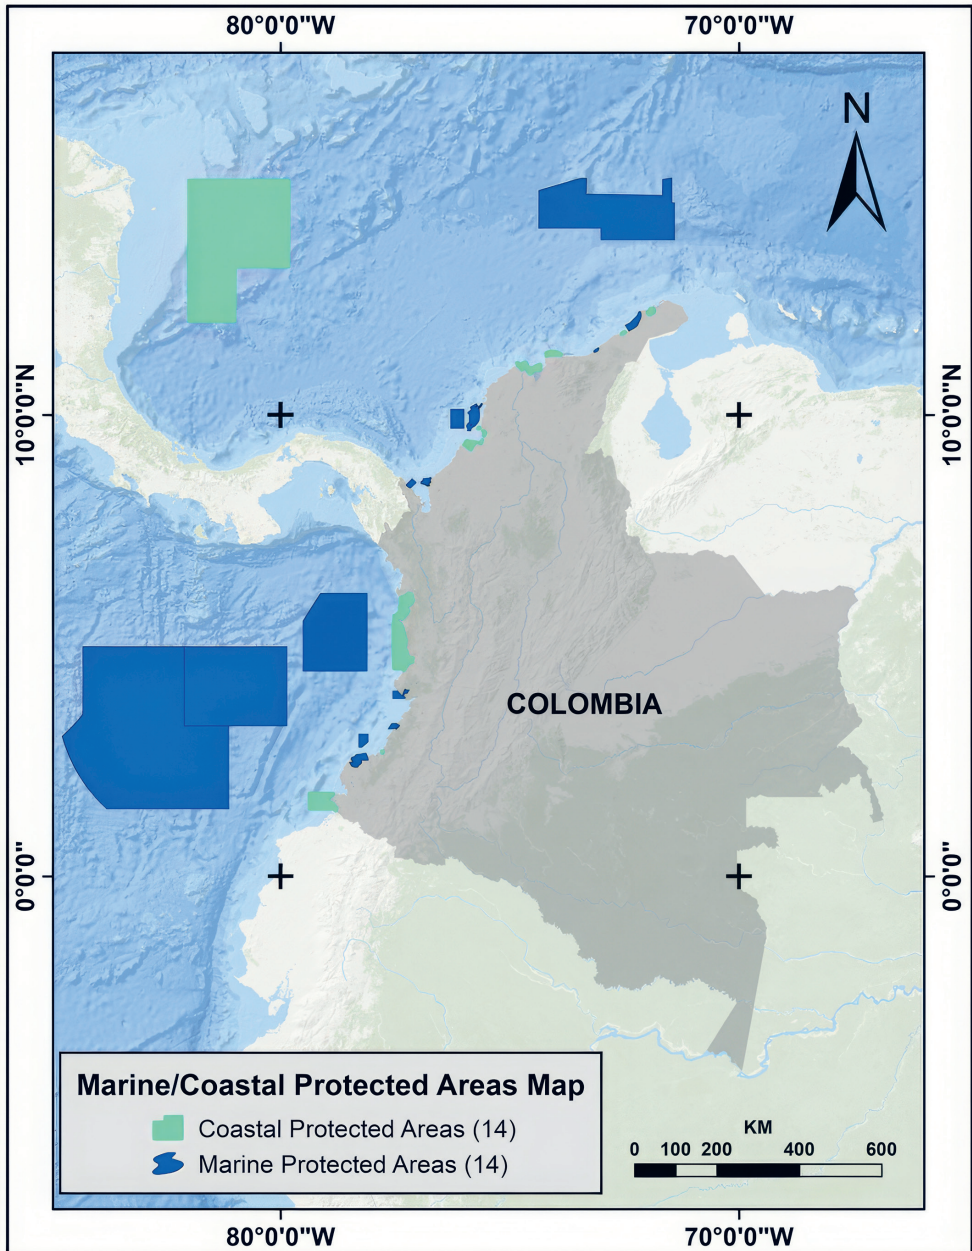 80°0'0"W
70°0'0"W
N
10°0'0"N
10°0'0"N
COLOMBIA
0°0'0"
0°0'0"
Marine/Coastal Protected Areas Map
Coastal Protected Areas (14)
Marine Protected Areas (14)
KM
0 100 200 400 600
80°0'0"W
70°0'0"W